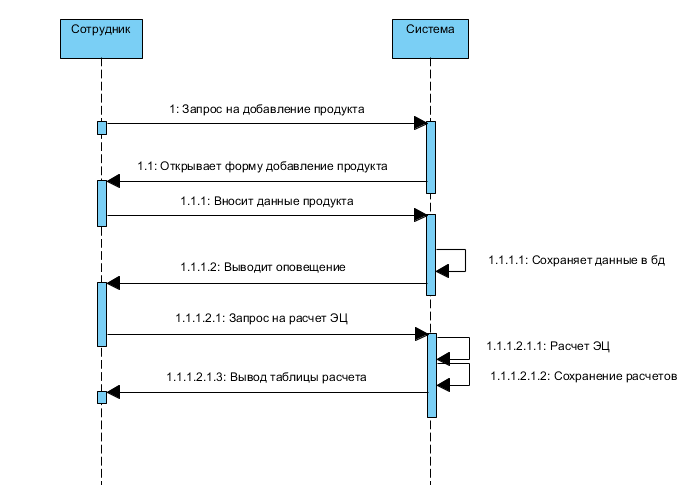 Сотрудник
Система
1: Запрос на добавление продукта
1.1: Открывает форму добавление продукта
1.1.1: Вносит данные продукта
1.1.1.1: Сохраняет данные в бд
1.1.1.2: Выводит оповещение
1.1.1.2.1: Запрос на расчет ЭЦ
1.1.1.2.1.1: Расчет ЭЦ
1.1.1.2.1.2: Сохранение расчетов
1.1.1.2.1.3: Вывод таблицы расчета